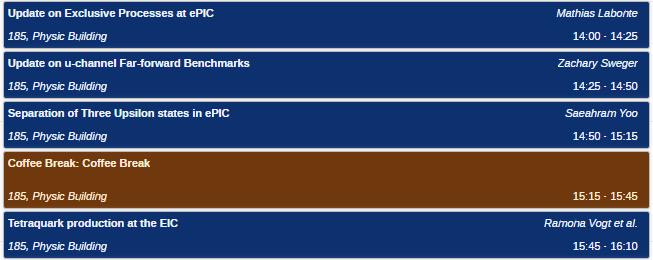 Update on Exclusive Processes at ePIC Mathias Labonte
185, Physic Building 14:00 - 14:25
Update on u-channel Far-forward Benchmarks Zachary Sweger
185, Physic Building 14:25 - 14:50
Separation of Three Upsilon states in ePIC Saeahram Yoo
185, Physic Building 14:50 - 15:15
Coffee Break: Coffee Break
185, Physic Building 15:15 - 15:45
Tetraquark production at the EIC Ramona Vogt et al.
185, Physic Building 15:45 - 16:10